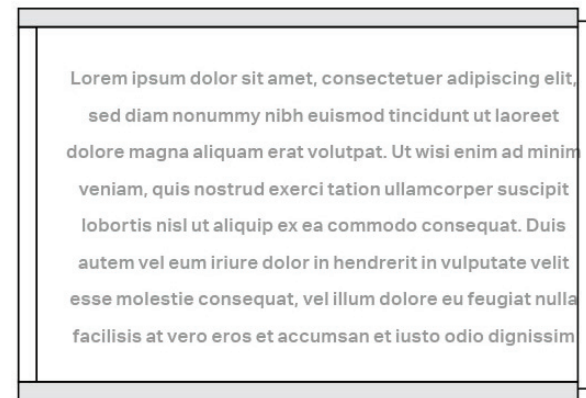 Lorem ipsum dolor sit amet, consectetuer adipiscing elit,
sed diam nonummy nibh euismod tincidunt ut laoreet
dolore magna aliquam erat volutpat. Ut wisi enim ad minim
veniam, quis nostrud exerci tation ullamcorper suscipit
lobortis nisl ut aliquip ex ea commodo consequat. Duis
autem vel eum iriure dolor in hendrerit in vulputate velit
esse molestie consequat, vel illum dolore eu feugiat nulla
facilisis at vero eros et accumsan et iusto odio dignissim